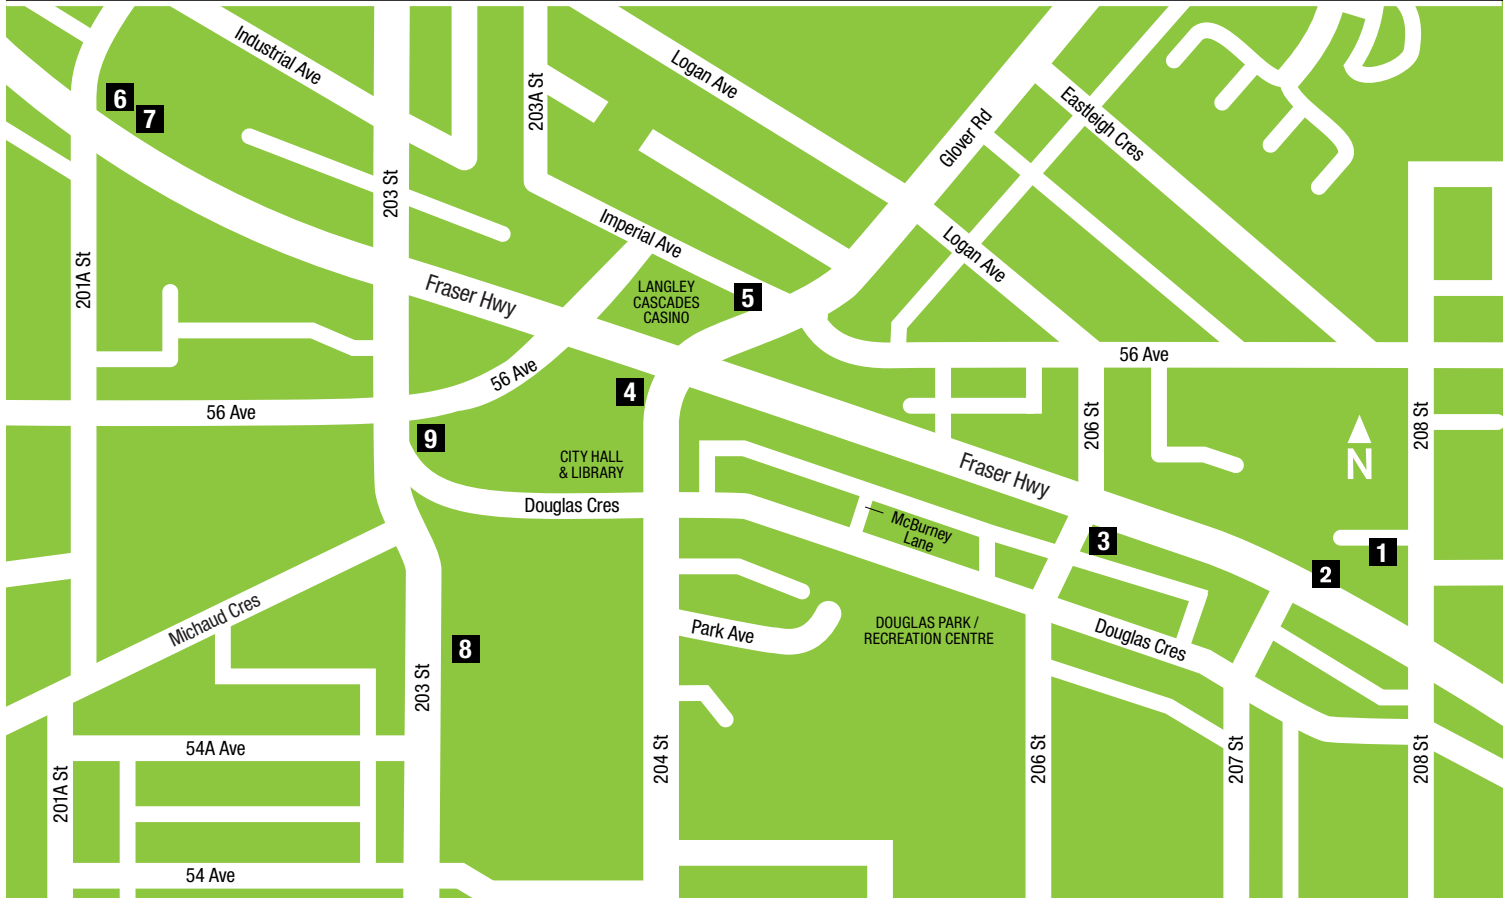 Industrial Ave
Logan Ave
6
7
203A St
Glover Rd
Eastleigh Cres
203 St
Imperial Ave
Logan Ave
201A St
Fraser Hwy
LANGLEY
CASCADES
CASINO
5
56 Ave
56 Ave
4
56 Ave
206 St
208 St
9
CITY HALL
& LIBRARY
N
Fraser Hwy
Douglas Cres
McBurney
Lane
3
1
2
Michaud Cres
Park Ave
DOUGLAS PARK /
RECREATION CENTRE
Douglas Cres
8
203 St
54A Ave
204 St
206 St
207 St
208 St
201A St
54 Ave